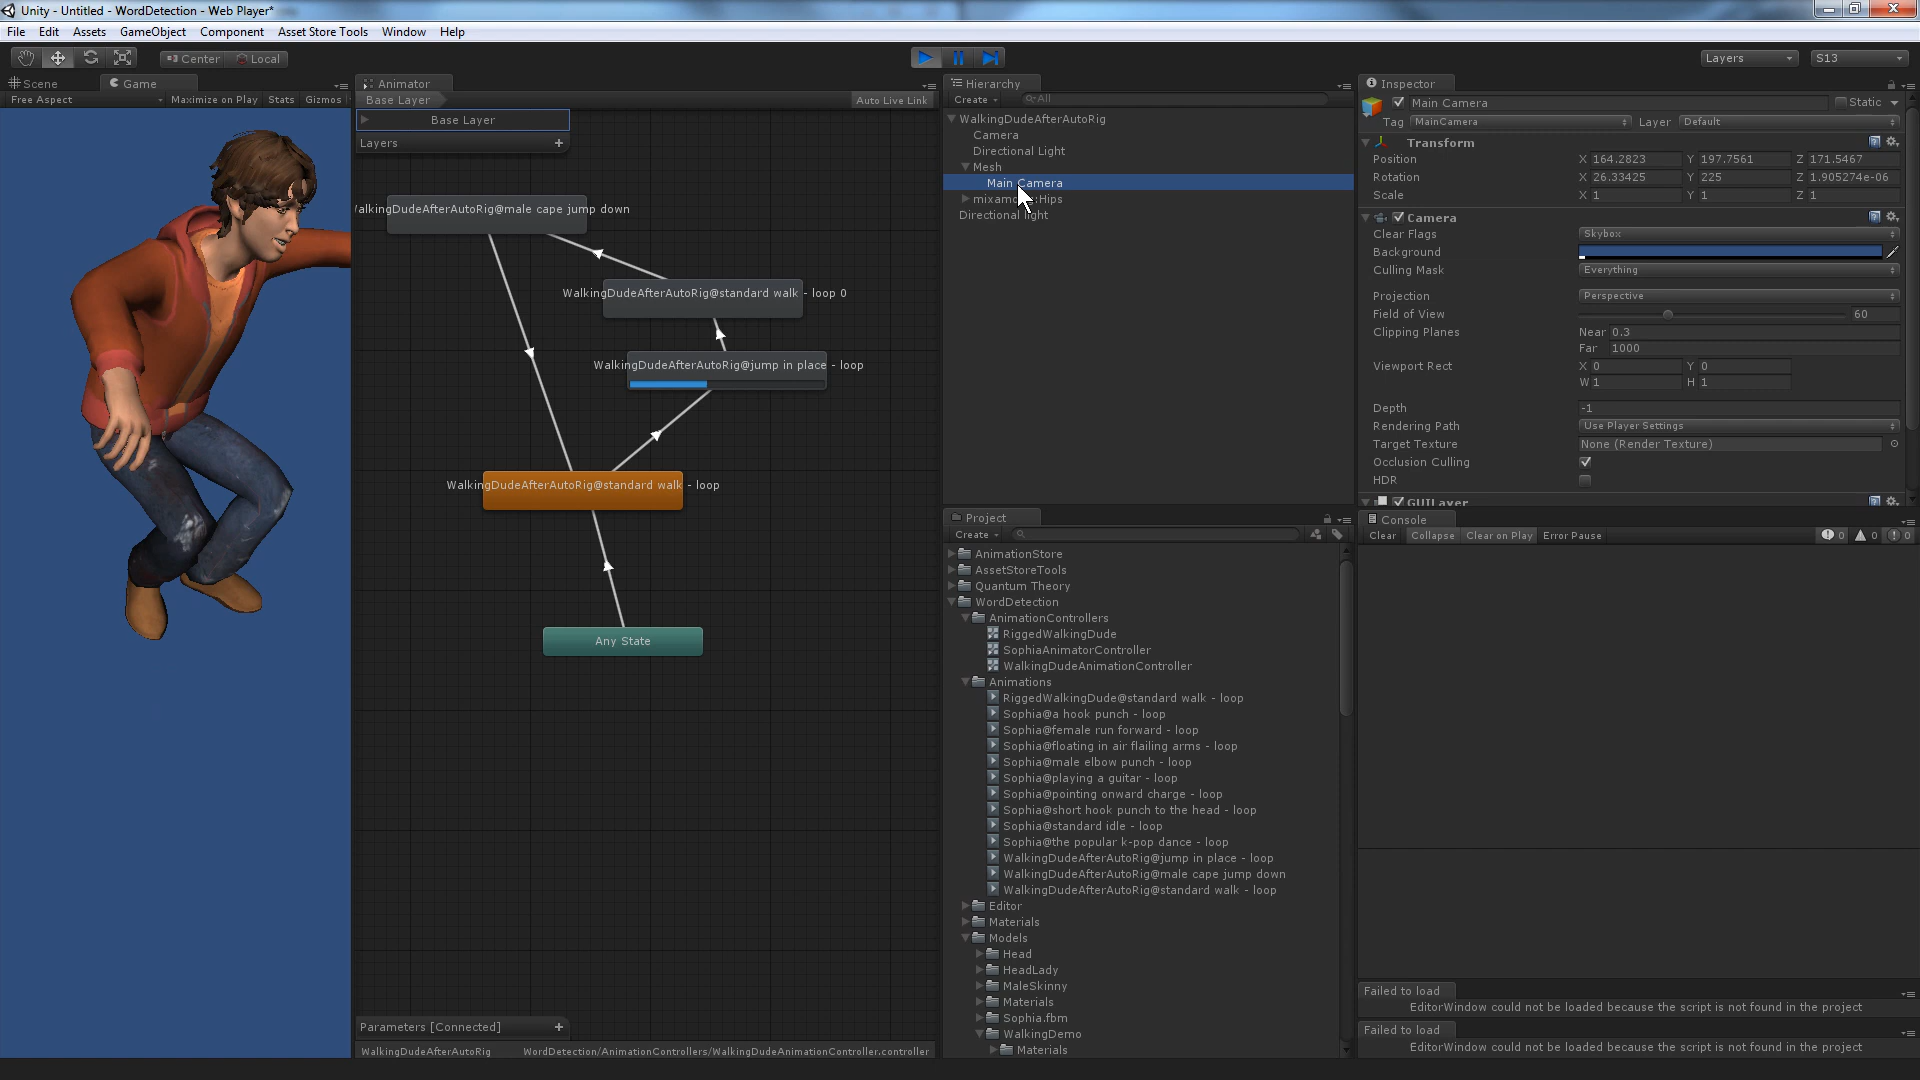 Unity - Untitled - WordDetection - Web Player*
File Edit Assets GameObject Component Asset Store Tools Window Help
Center Local Layers S13
Scene Game
Free Aspect Maximize on Play Stats Gizmos
Animator
Base Layer Auto Live Link
Base Layer
Layers +
alkingDudeAfterAutoRig@male cape jump down
WalkingDudeAfterAutoRig@standard walk - loop 0
WalkingDudeAfterAutoRig@jump in place - loop
WalkingDudeAfterAutoRig@standard walk - loop
Any State
Parameters [Connected] +
WalkingDudeAfterAutoRig WordDetection/AnimationControllers/WalkingDudeAnimationController.controller
Hierarchy
Create All
WalkingDudeAfterAutoRig
Camera
Directional Light
Mesh
Main Camera
:Hips
Directional light
Project
Create
AnimationStore
AssetStoreTools
Quantum Theory
WordDetection
AnimationControllers
RiggedWalkingDude
SophiaAnimatorController
WalkingDudeAnimationController
Animations
RiggedWalkingDude@standard walk - loop
Sophia@a hook punch - loop
Sophia@female run forward - loop
Sophia@floating in air flailing arms - loop
Sophia@male elbow punch - loop
Sophia@playing a guitar - loop
Sophia@pointing onward charge - loop
Sophia@short hook punch to the head - loop
Sophia@standard idle - loop
Sophia@the popular k-pop dance - loop
WalkingDudeAfterAutoRig@jump in place - loop
WalkingDudeAfterAutoRig@male cape jump down
WalkingDudeAfterAutoRig@standard walk - loop
Editor
Materials
Models
Head
HeadLady
MaleSkinny
Materials
Sophia.fbm
WalkingDemo
Materials
Inspector
Main Camera Static
Tag MainCamera Layer Default
Transform
Position X 164.2823 Y 197.7561 Z 171.5467
Rotation X 26.33425 Y 225 Z 1.905274e-06
Scale X 1 Y 1 Z 1
Camera
Clear Flags Skybox
Background
Culling Mask Everything
Projection Perspective
Field of View 60
Clipping Planes Near 0.3
Far 1000
Viewport Rect X 0 Y 0
W 1 H 1
Depth -1
Rendering Path Use Player Settings
Target Texture None (Render Texture)
Occlusion Culling
HDR
GUILayer
Console
Clear Collapse Clear on Play Error Pause 0 0 0
Failed to load
EditorWindow could not be loaded because the script is not found in the project
Failed to load
EditorWindow could not be loaded because the script is not found in the project